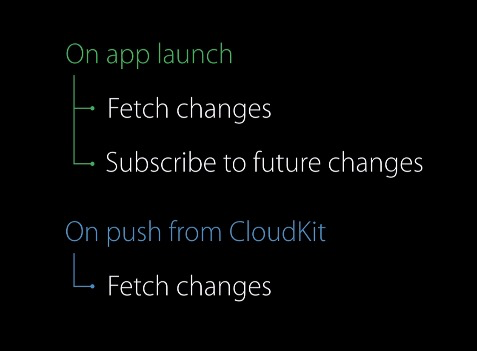 On app launch
Fetch changes
Subscribe to future changes
On push from CloudKit
Fetch changes